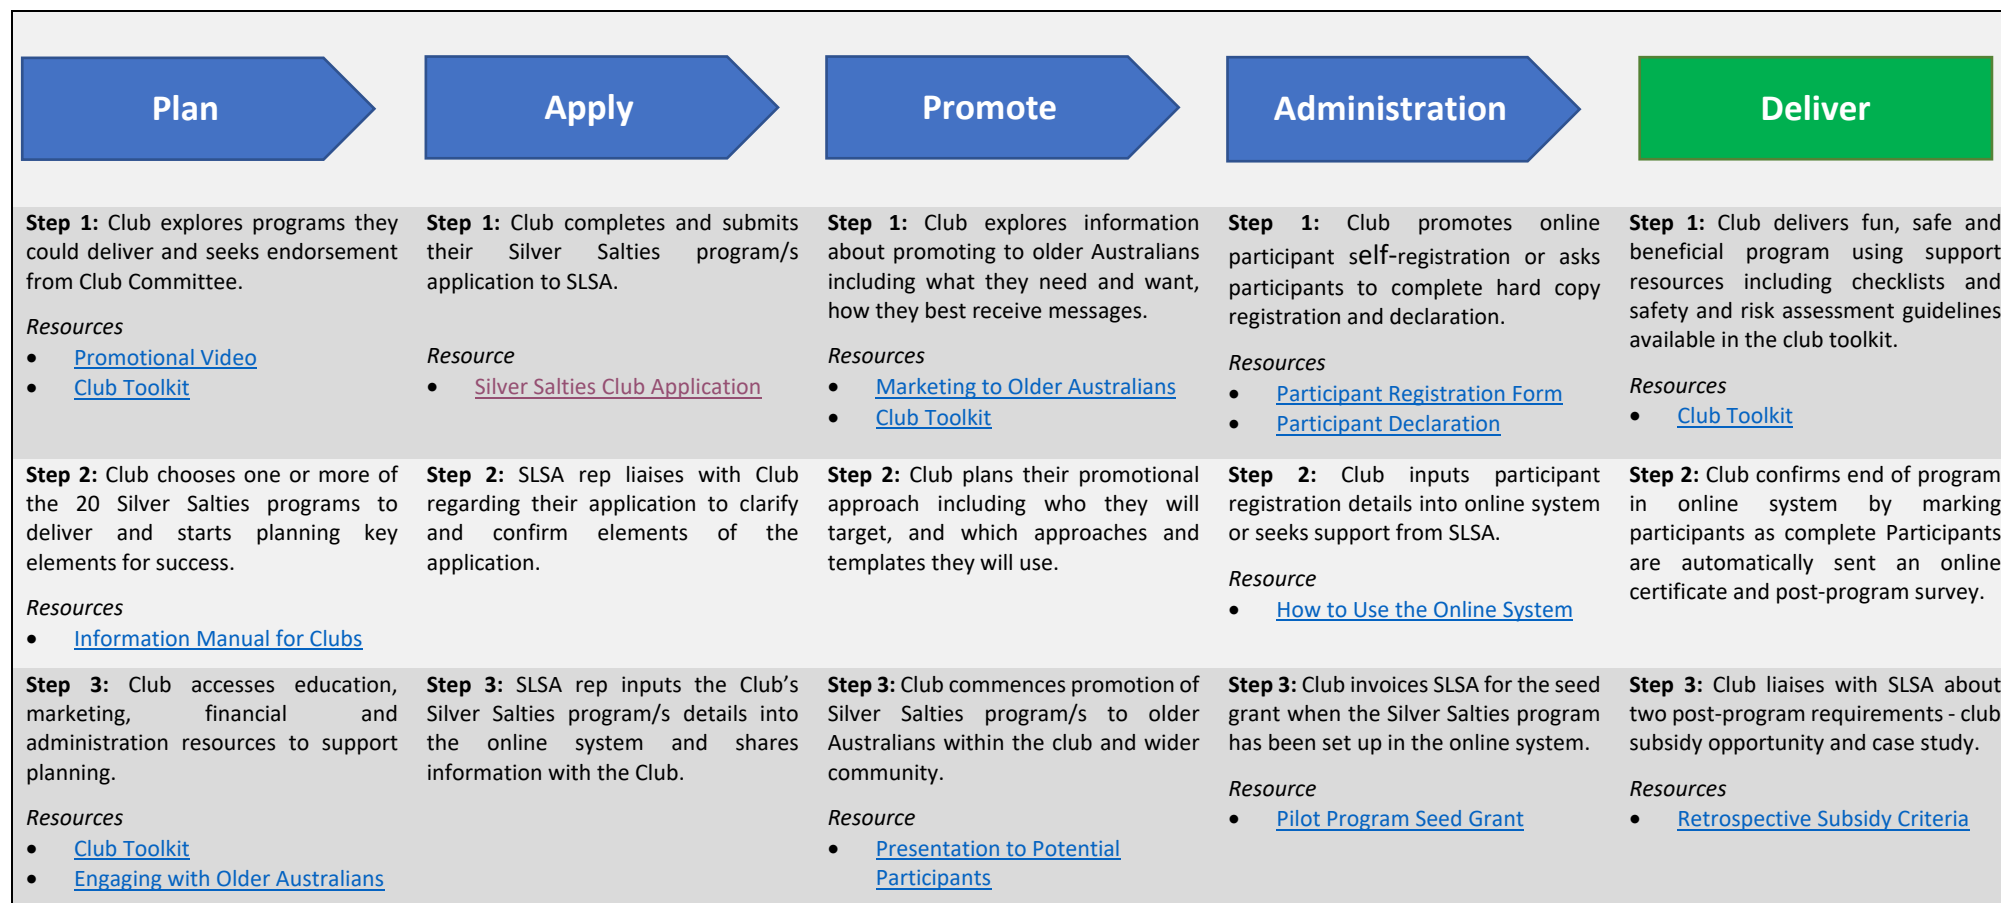 Plan
Apply
Promote
Administration
Deliver
Step 1: Club explores programs they
could deliver and seeks endorsement
from Club Committee.
Resources
• Promotional Video
• Club Toolkit
Step 1: Club completes and submits
their Silver Salties program/s
application to SLSA.
Resource
• Silver Salties Club Application
Step 1: Club explores information
about promoting to older Australians
including what they need and want,
how they best receive messages.
Resources
• Marketing to Older Australians
• Club Toolkit
Step 1: Club promotes online
participant self-registration or asks
participants to complete hard copy
registration and declaration.
Resources
• Participant Registration Form
• Participant Declaration
Step 1: Club delivers fun, safe and
beneficial program using support
resources including checklists and
safety and risk assessment guidelines
available in the club toolkit.
Resources
• Club Toolkit
Step 2: Club chooses one or more of
the 20 Silver Salties programs to
deliver and starts planning key
elements for success.
Resources
• Information Manual for Clubs
Step 2: SLSA rep liaises with Club
regarding their application to clarify
and confirm elements of the
application.
Step 2: Club plans their promotional
approach including who they will
target, and which approaches and
templates they will use.
Step 2: Club inputs participant
registration details into online system
or seeks support from SLSA.
Resource
• How to Use the Online System
Step 2: Club confirms end of program
in online system by marking
participants as complete Participants
are automatically sent an online
certificate and post-program survey.
Step 3: Club accesses education,
marketing, financial and
administration resources to support
planning.
Resources
• Club Toolkit
• Engaging with Older Australians
Step 3: SLSA rep inputs the Club’s
Silver Salties program/s details into
the online system and shares
information with the Club.
Step 3: Club commences promotion of
Silver Salties program/s to older
Australians within the club and wider
community.
Resource
• Presentation to Potential
Participants
Step 3: Club invoices SLSA for the seed
grant when the Silver Salties program
has been set up in the online system.
Resource
• Pilot Program Seed Grant
Step 3: Club liaises with SLSA about
two post-program requirements - club
subsidy opportunity and case study.
Resources
• Retrospective Subsidy Criteria